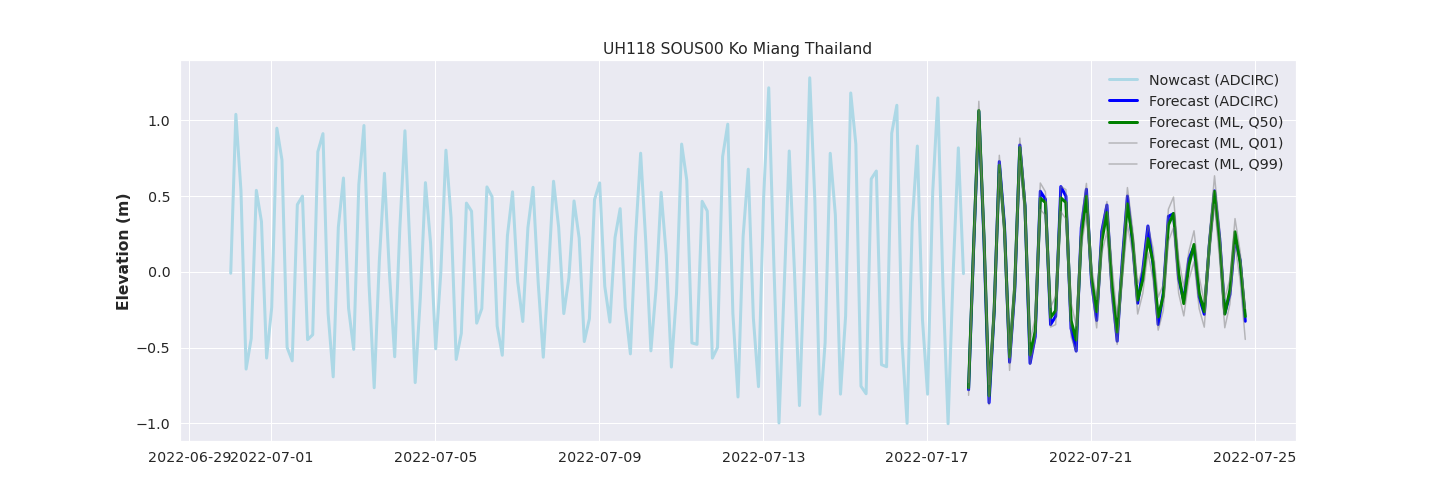 UH118 SOUS00 Ko Miang Thailand
Nowcast (ADCIRC)
Forecast (ADCIRC)
Forecast (ML, Q50)
Forecast (ML, Q01)
Forecast (ML, Q99)
Elevation (m)
1.0
0.5
0.0
−0.5
−1.0
2022-06-29 2022-07-01 2022-07-05 2022-07-09 2022-07-13 2022-07-17 2022-07-21 2022-07-25